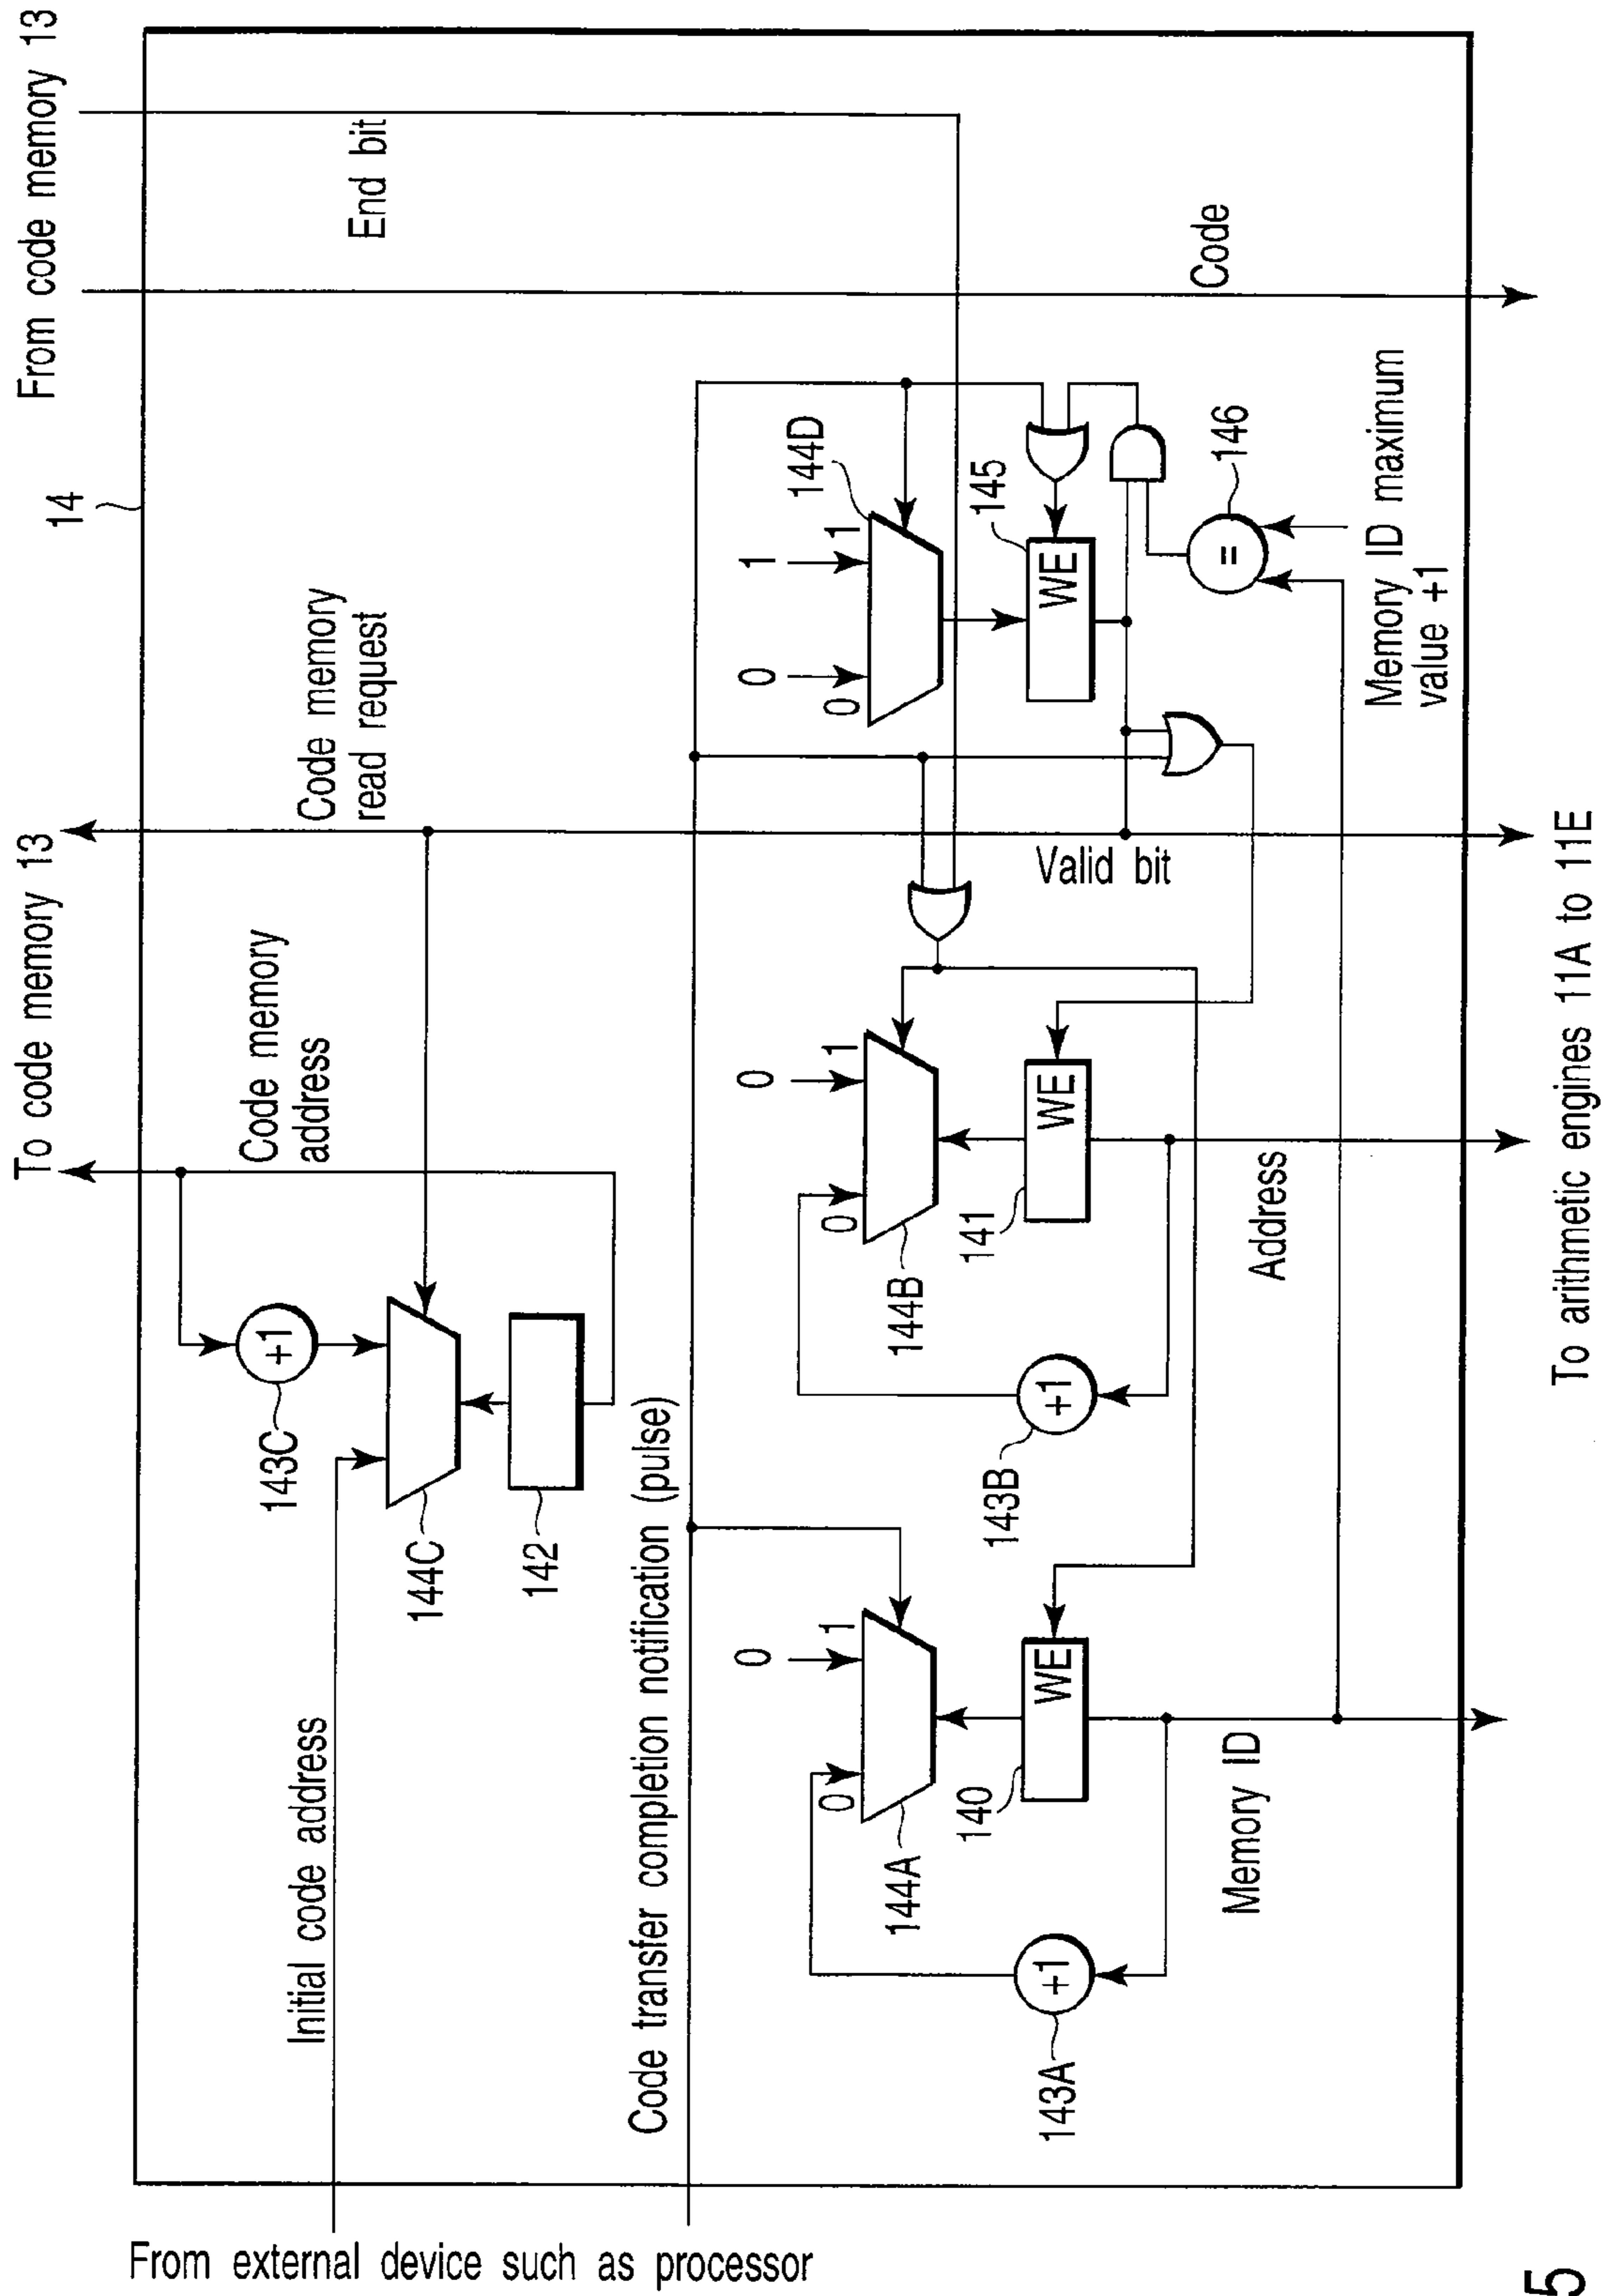 From code memory 13
To code memory 13
14
End bit
Code memory
read request
Code memory
address
Initial code address
143C
+1
144C
142
Code transfer completion notification (pulse)
From external device such as processor
0
0
1
144A
140
WE
143A
+1
Memory ID
0
0
1
144B
141
WE
143B
+1
Address
0
0
1
1
144D
145
WE
Valid bit
146
=
Memory ID maximum
value +1
Code
To arithmetic engines 11A to 11E
5